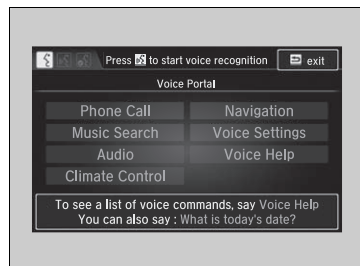 Press to start voice recognition
exit
Voice Portal
Phone Call
Navigation
Music Search
Voice Settings
Audio
Voice Help
Climate Control
To see a list of voice commands, say Voice Help
You can also say : What is today's date?